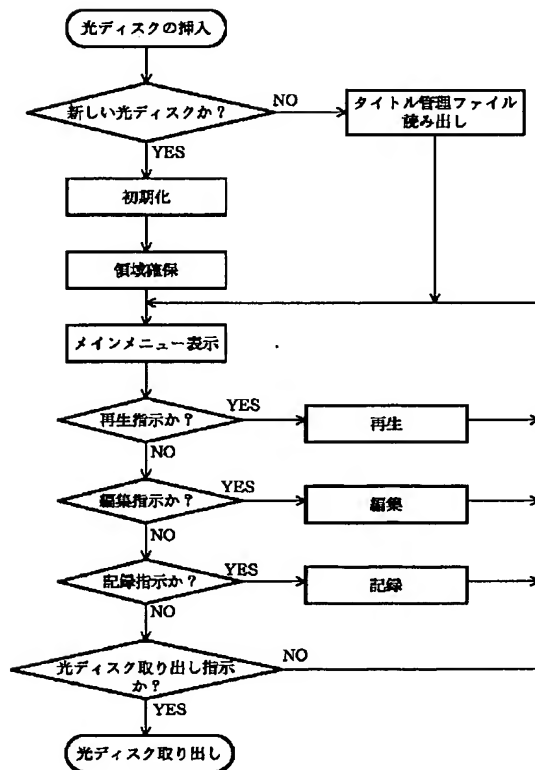 光ディスクの挿入
新しい光ディスクか？
NO
タイトル管理ファイル
読み出し
YES
初期化
領域確保
メインメニュー表示
再生指示か？
YES
再生
NO
編集指示か？
YES
編集
NO
記録指示か？
YES
記録
NO
光ディスク取り出し指示
か？
NO
YES
光ディスク取り出し